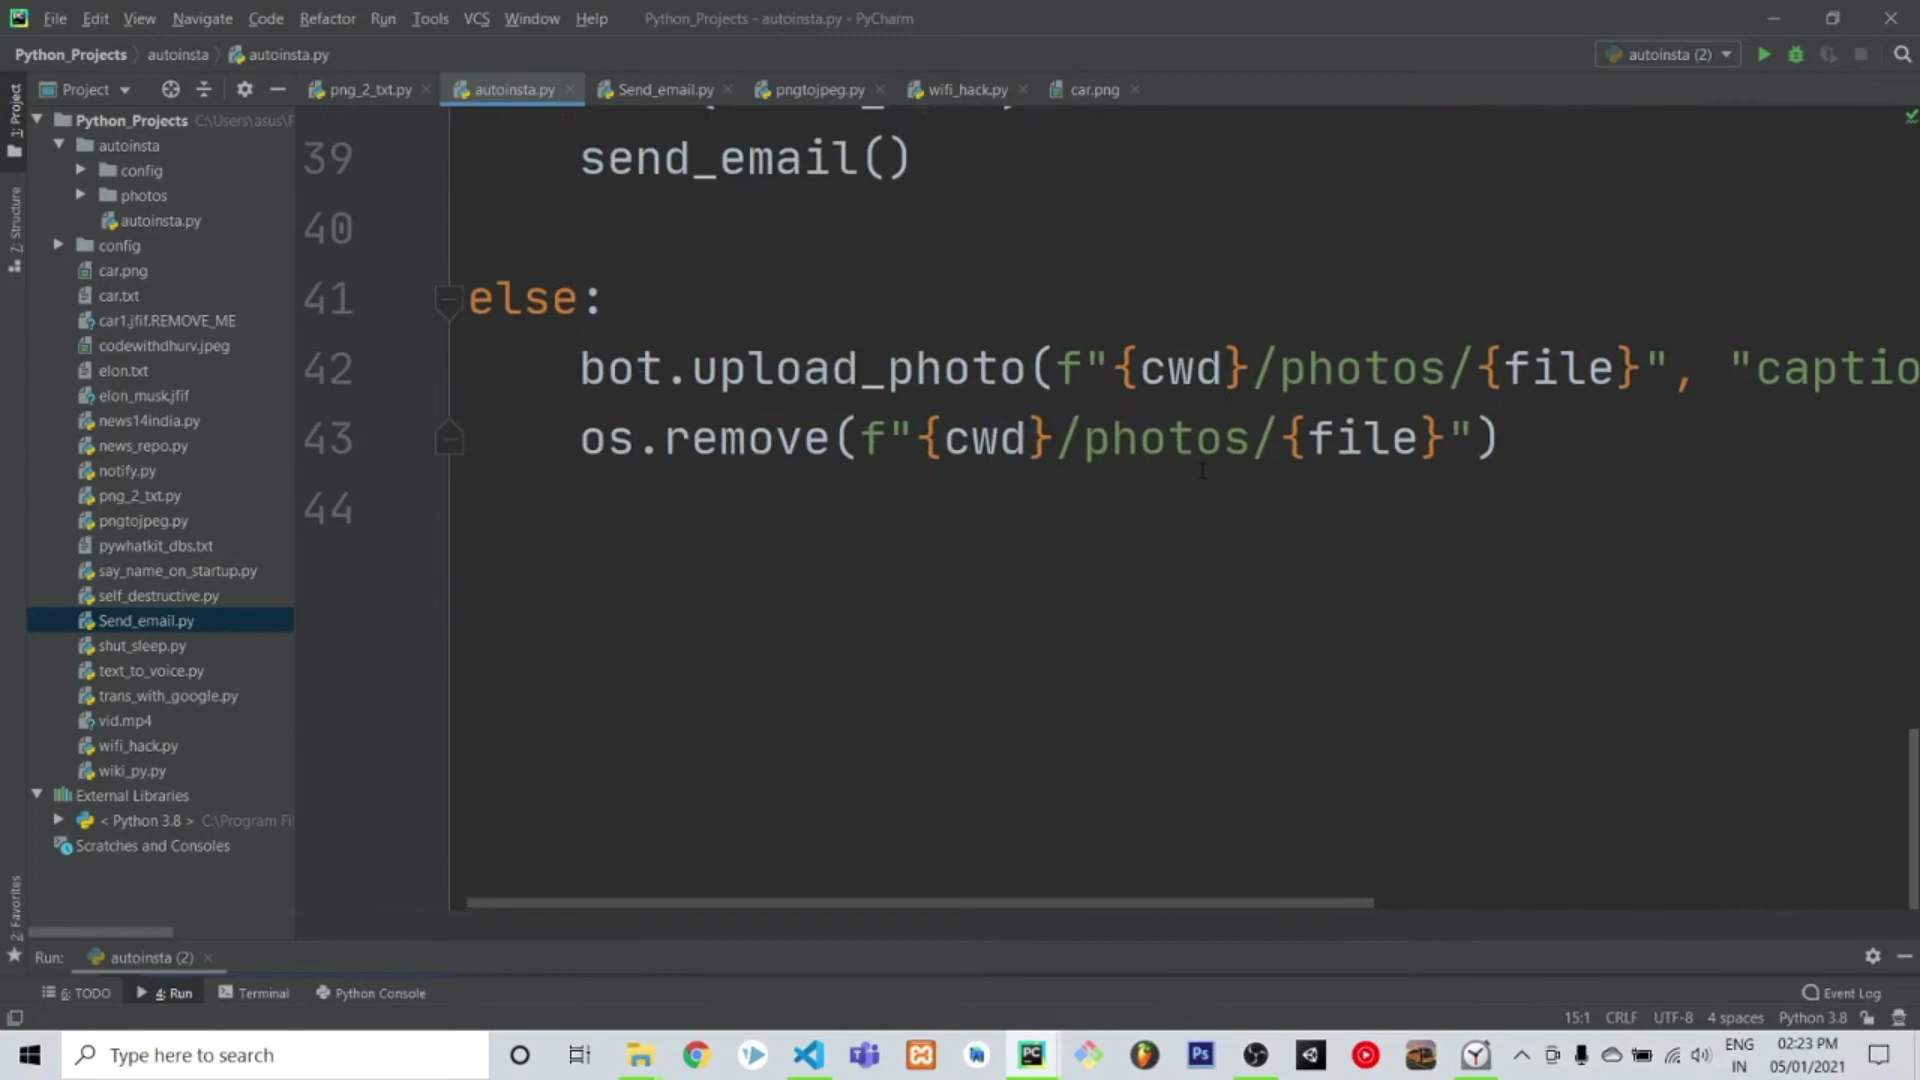 File Edit View Navigate Code Refactor Run Tools VCS Window Help Python_Projects - autoinsta.py - PyCharm
Python_Projects autoinsta autoinsta.py autoinsta (2)
Project png_2_txt.py autoinsta.py Send_email.py pngtojpeg.py wifi_hack.py car.png
1: Project
7: Structure
2: Favorites
Python_Projects C:\Users\asus\P
autoinsta
config
photos
autoinsta.py
config
car.png
car.txt
car1.jfif.REMOVE_ME
codewithdhurv.jpeg
elon.txt
elon_musk.jfif
news14india.py
news_repo.py
notify.py
png_2_txt.py
pngtojpeg.py
pywhatkit_dbs.txt
say_name_on_startup.py
self_destructive.py
Send_email.py
shut_sleep.py
text_to_voice.py
trans_with_google.py
vid.mp4
wifi_hack.py
wiki_py.py
External Libraries
< Python 3.8 > C:\Program Fil
Scratches and Consoles
39 send_email()
40
41 else:
42 bot.upload_photo(f"{cwd}/photos/{file}", "captio
43 os.remove(f"{cwd}/photos/{file}")
44
Run: autoinsta (2)
6: TODO 4: Run Terminal Python Console Event Log
15:1 CRLF UTF-8 4 spaces Python 3.8
Type here to search
ENG
IN
02:23 PM
05/01/2021